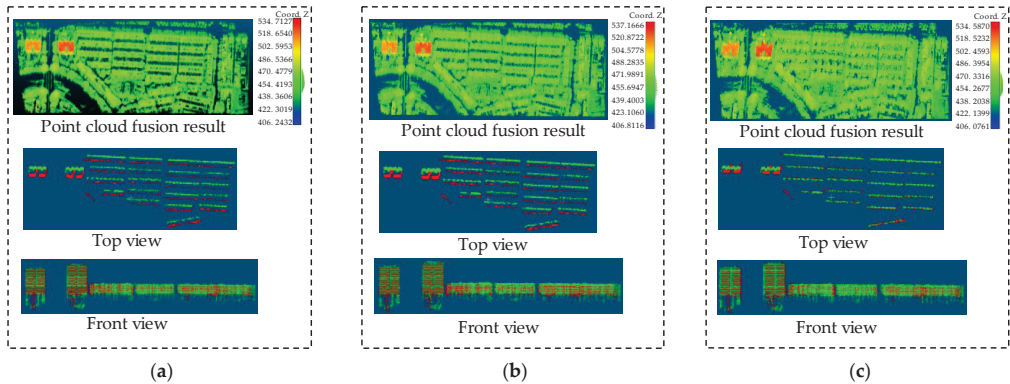 Coord. Z
534.7127
518.6540
502.5953
486.5366
470.4779
454.4193
438.3606
422.3019
406.2432
Point cloud fusion result
Top view
Front view
(a)
Coord. Z
537.1666
520.8722
504.5778
488.2835
471.9891
455.6947
439.4003
423.1060
406.8116
Point cloud fusion result
Top view
Front view
(b)
Coord. Z
534.5870
518.5232
502.4593
486.3954
470.3316
454.2677
438.2038
422.1399
406.0761
Point cloud fusion result
Top view
Front view
(c)